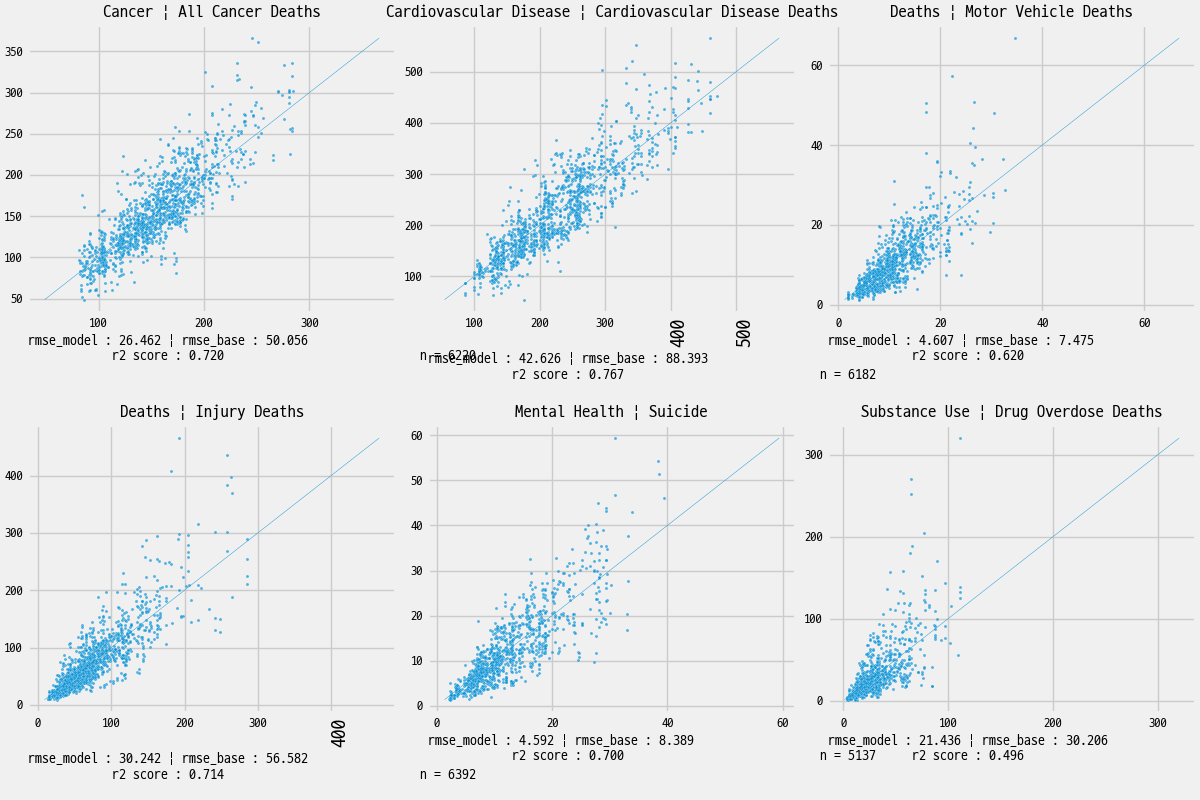 Cancer ¦ All Cancer Deaths
350
300
250
200
150
100
50
100 200 300
rmse_model : 26.462 ¦ rmse_base : 50.056
r2 score : 0.720
Cardiovascular Disease ¦ Cardiovascular Disease Deaths
500
400
300
200
100
100 200 300 400 500
n = 6220
rmse_model : 42.626 ¦ rmse_base : 88.393
r2 score : 0.767
Deaths ¦ Motor Vehicle Deaths
60
40
20
0
0 20 40 60
rmse_model : 4.607 ¦ rmse_base : 7.475
r2 score : 0.620
n = 6182
Deaths ¦ Injury Deaths
400
300
200
100
0
0 100 200 300 400
rmse_model : 30.242 ¦ rmse_base : 56.582
r2 score : 0.714
Mental Health ¦ Suicide
60
50
40
30
20
10
0
0 20 40 60
rmse_model : 4.592 ¦ rmse_base : 8.389
r2 score : 0.700
n = 6392
Substance Use ¦ Drug Overdose Deaths
300
200
100
0
0 100 200 300
rmse_model : 21.436 ¦ rmse_base : 30.206
n = 5137 r2 score : 0.496